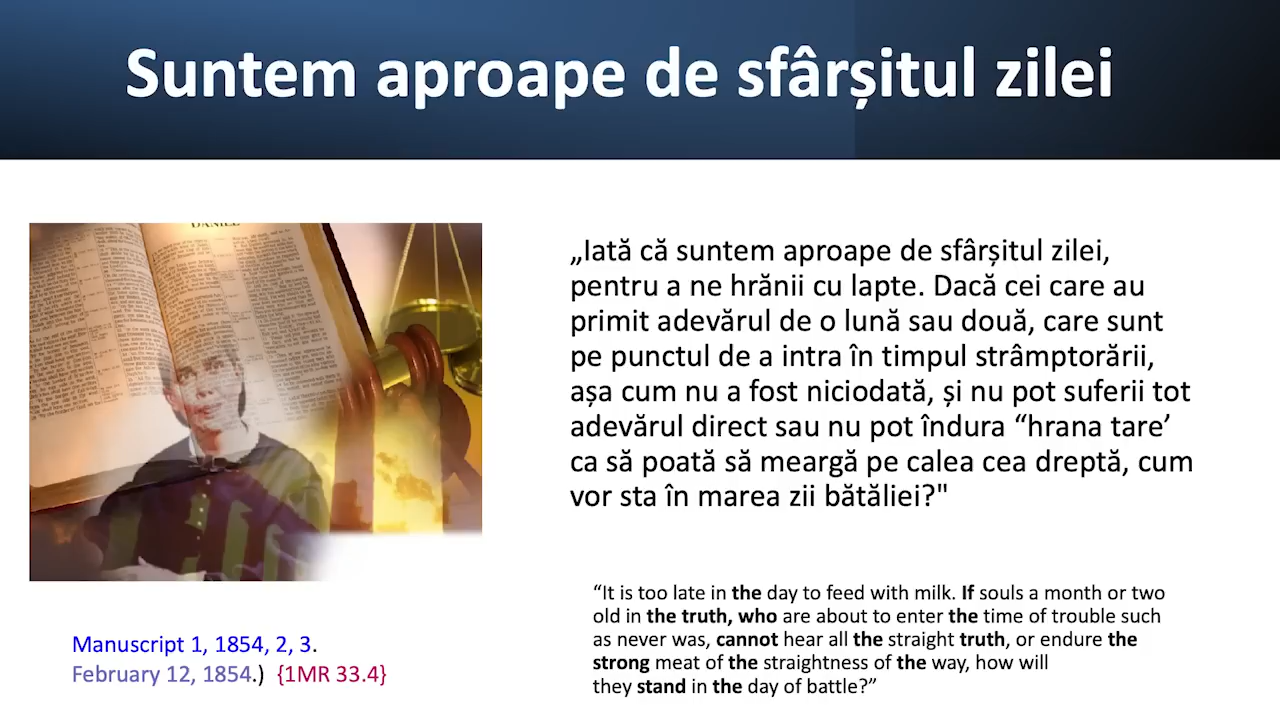 Suntem aproape de sfârșitul zilei
DANIEL
„Iată că suntem aproape de sfârșitul zilei,
pentru a ne hrănii cu lapte. Dacă cei care au
primit adevărul de o lună sau două, care sunt
pe punctul de a intra în timpul strâmptorării,
așa cum nu a fost niciodată, și nu pot suferii tot
adevărul direct sau nu pot îndura “hrana tare’
ca să poată să meargă pe calea cea dreptă, cum
vor sta în marea zii bătăliei?"
“It is too late in the day to feed with milk. If souls a month or two
old in the truth, who are about to enter the time of trouble such
as never was, cannot hear all the straight truth, or endure the
strong meat of the straightness of the way, how will
they stand in the day of battle?”
Manuscript 1, 1854, 2, 3.
February 12, 1854.) {1MR 33.4}